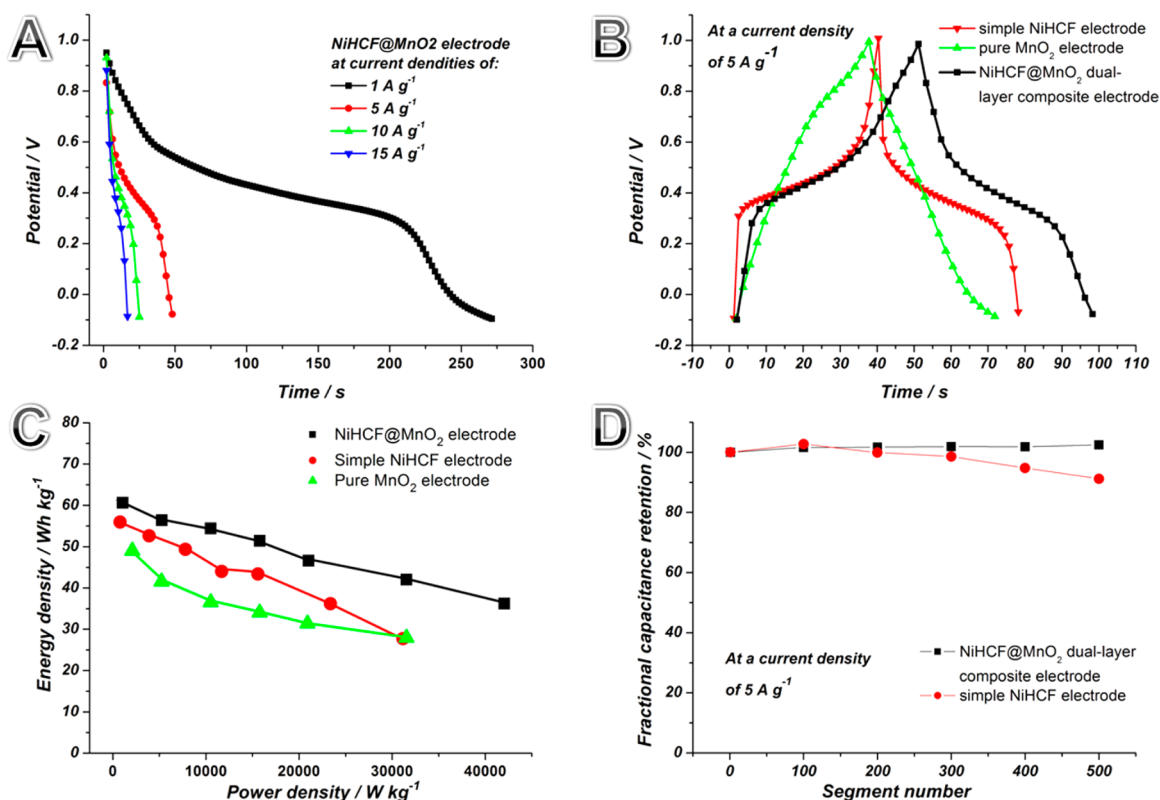 A
NiHCF@MnO2 electrode
at current dendities of:
1 A g⁻¹
5 A g⁻¹
10 A g⁻¹
15 A g⁻¹
Potential / V
1.0
0.8
0.6
0.4
0.2
0.0
-0.2
0
50
100
150
200
250
300
Time / s
B
At a current density
of 5 A g⁻¹
simple NiHCF electrode
pure MnO₂ electrode
NiHCF@MnO₂ dual-
layer composite electrode
Potential / V
1.0
0.8
0.6
0.4
0.2
0.0
-0.2
-10
0
10
20
30
40
50
60
70
80
90
100
110
Time / s
C
NiHCF@MnO₂ electrode
Simple NiHCF electrode
Pure MnO₂ electrode
Energy density / Wh kg⁻¹
80
70
60
50
40
30
20
10
0
0
10000
20000
30000
40000
Power density / W kg⁻¹
D
Fractional capacitance retention / %
100
80
60
40
20
0
At a current density
of 5 A g⁻¹
NiHCF@MnO₂ dual-layer
composite electrode
simple NiHCF electrode
0
100
200
300
400
500
Segment number